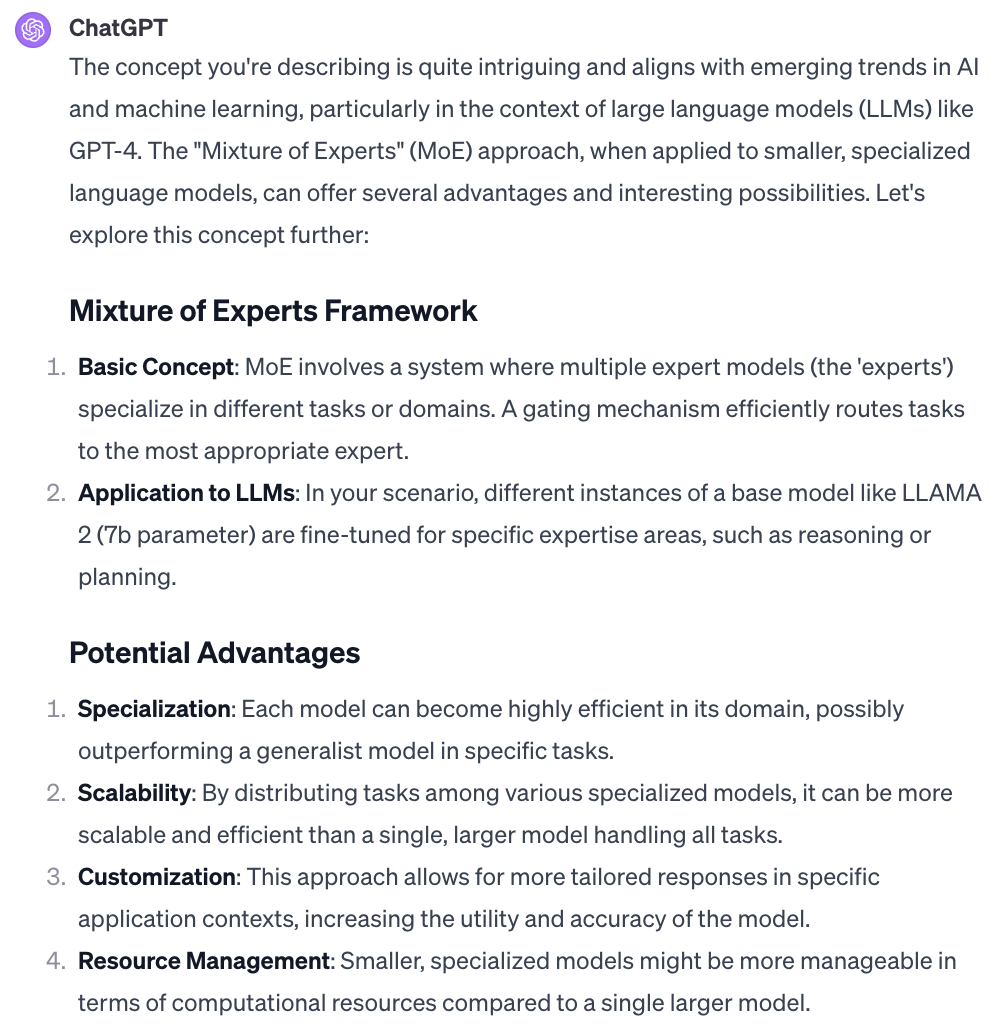 ChatGPT
The concept you're describing is quite intriguing and aligns with emerging trends in AI
and machine learning, particularly in the context of large language models (LLMs) like
GPT-4. The "Mixture of Experts" (MoE) approach, when applied to smaller, specialized
language models, can offer several advantages and interesting possibilities. Let's
explore this concept further:
Mixture of Experts Framework
1. Basic Concept: MoE involves a system where multiple expert models (the 'experts')
specialize in different tasks or domains. A gating mechanism efficiently routes tasks
to the most appropriate expert.
2. Application to LLMs: In your scenario, different instances of a base model like LLAMA
2 (7b parameter) are fine-tuned for specific expertise areas, such as reasoning or
planning.
Potential Advantages
1. Specialization: Each model can become highly efficient in its domain, possibly
outperforming a generalist model in specific tasks.
2. Scalability: By distributing tasks among various specialized models, it can be more
scalable and efficient than a single, larger model handling all tasks.
3. Customization: This approach allows for more tailored responses in specific
application contexts, increasing the utility and accuracy of the model.
4. Resource Management: Smaller, specialized models might be more manageable in
terms of computational resources compared to a single larger model.